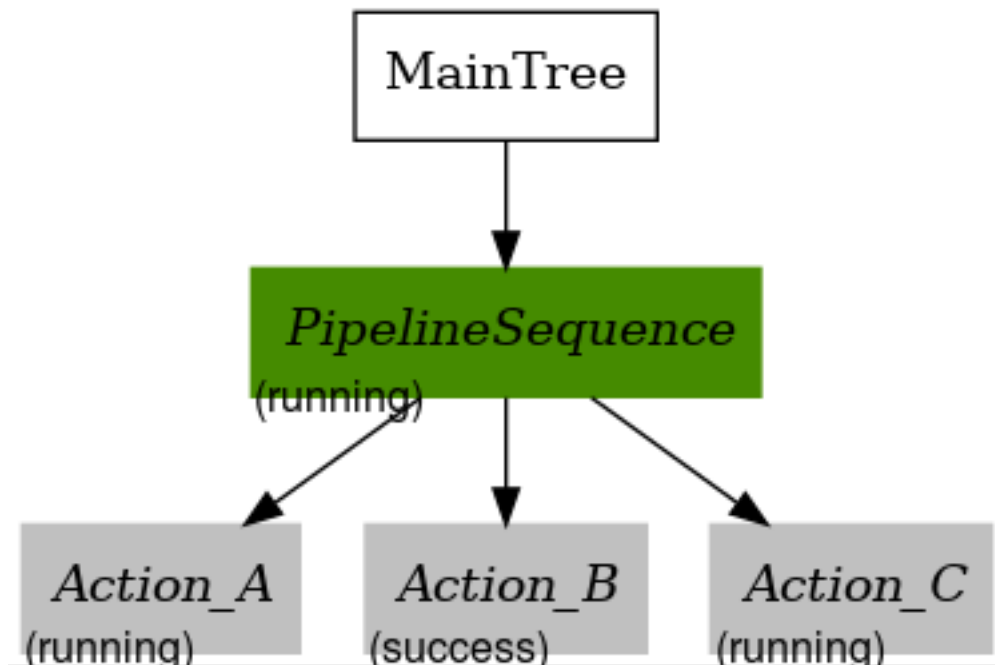 MainTree
PipelineSequence
(running)
Action_A
(running)
Action_B
(success)
Action_C
(running)